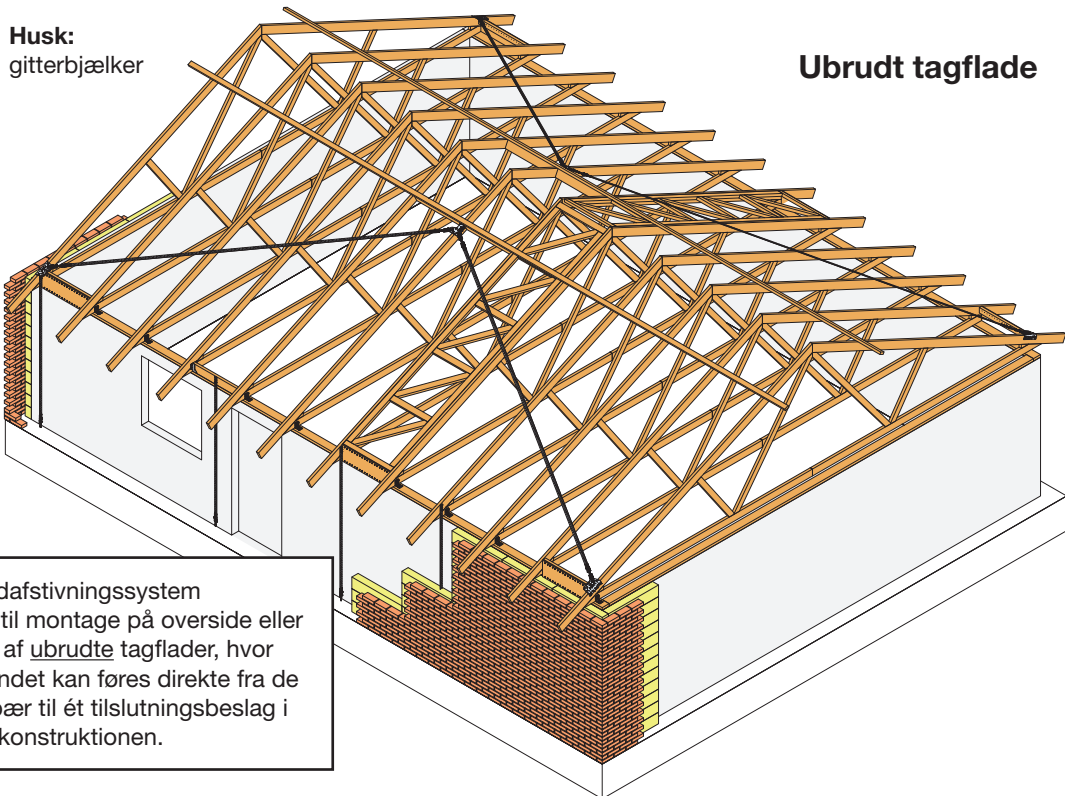 Husk:
gitterbjælker
Ubrudt tagflade
dafstivningssystem
til montage på overside eller
af ubrudte tagflader, hvor
ndet kan føres direkte fra de
bær til ét tilslutningsbeslag i
konstruktionen.